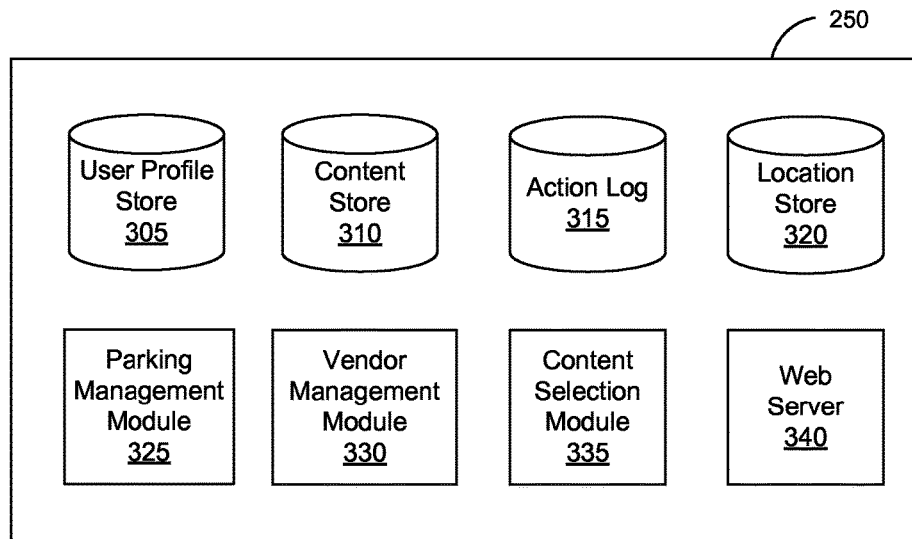 250
User Profile
Store
305
Content
Store
310
Action Log
315
Location
Store
320
Parking
Management
Module
325
Vendor
Management
Module
330
Content
Selection
Module
335
Web
Server
340